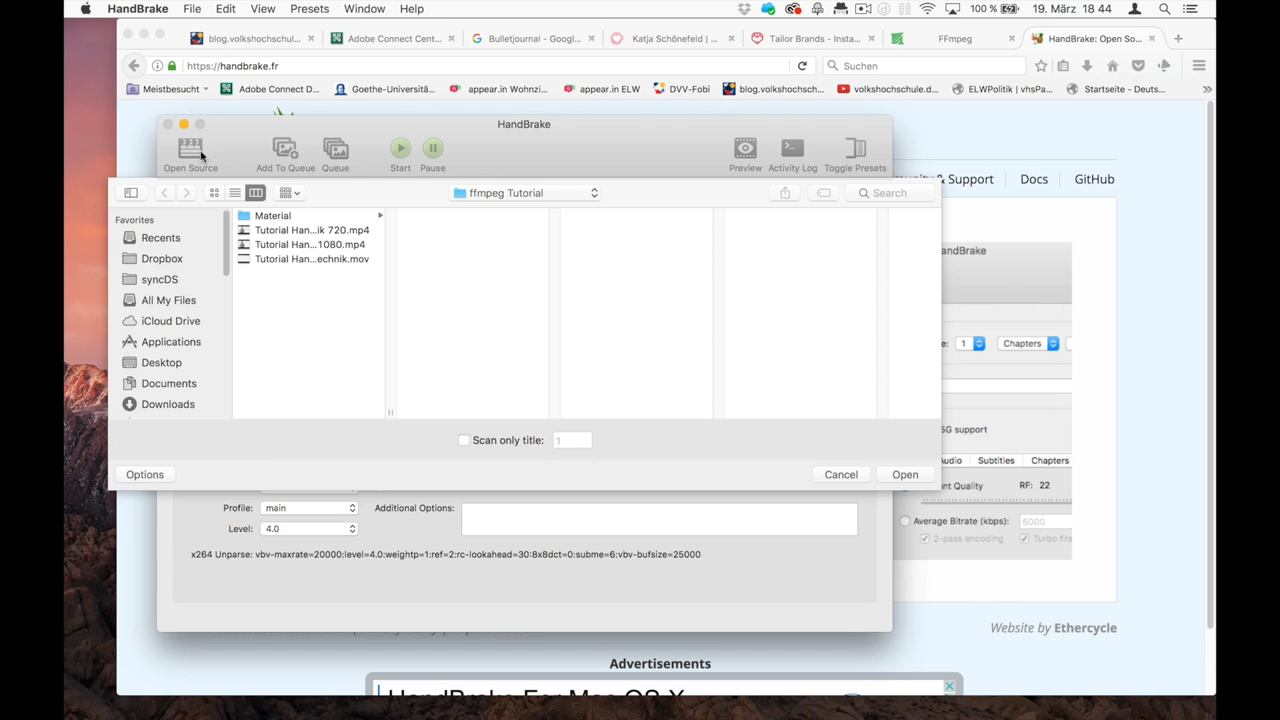 HandBrake File Edit View Presets Window Help 100 % 19. März 18 44
blog.volkshochschul... Adobe Connect Cent... Bulletjournal - Googl... Katja Schönefeld | ... Tailor Brands - Insta... FFmpeg HandBrake: Open So...
https://handbrake.fr Suchen
Meistbesucht Adobe Connect D... Goethe-Universitä... appear.in Wohnzi... appear.in ELW DVV-Fobi blog.volkshochsch... volkshochschule.d... ELWPolitik | vhsPa... Startseite - Deuts...
HandBrake
Open Source Add To Queue Queue Start Pause Preview Activity Log Toggle Presets
& Support Docs GitHub
ffmpeg Tutorial Search
Favorites
Recents
Dropbox
syncDS
All My Files
iCloud Drive
Applications
Desktop
Documents
Downloads
Material
Tutorial Han...ik 720.mp4
Tutorial Han...1080.mp4
Tutorial Han...echnik.mov
andBrake
e: 1 Chapters
5G support
udio Subtitles Chapters
nt Quality RF: 22
Average Bitrate (kbps): 6000
2-pass encoding Turbo firs
Scan only title: 1
Options Cancel Open
Profile: main Additional Options:
Level: 4.0
x264 Unparse: vbv-maxrate=20000:level=4.0:weightp=1:ref=2:rc-lookahead=30:8x8dct=0:subme=6:vbv-bufsize=25000
Website by Ethercycle
Advertisements
HandBrake For Mac OS X